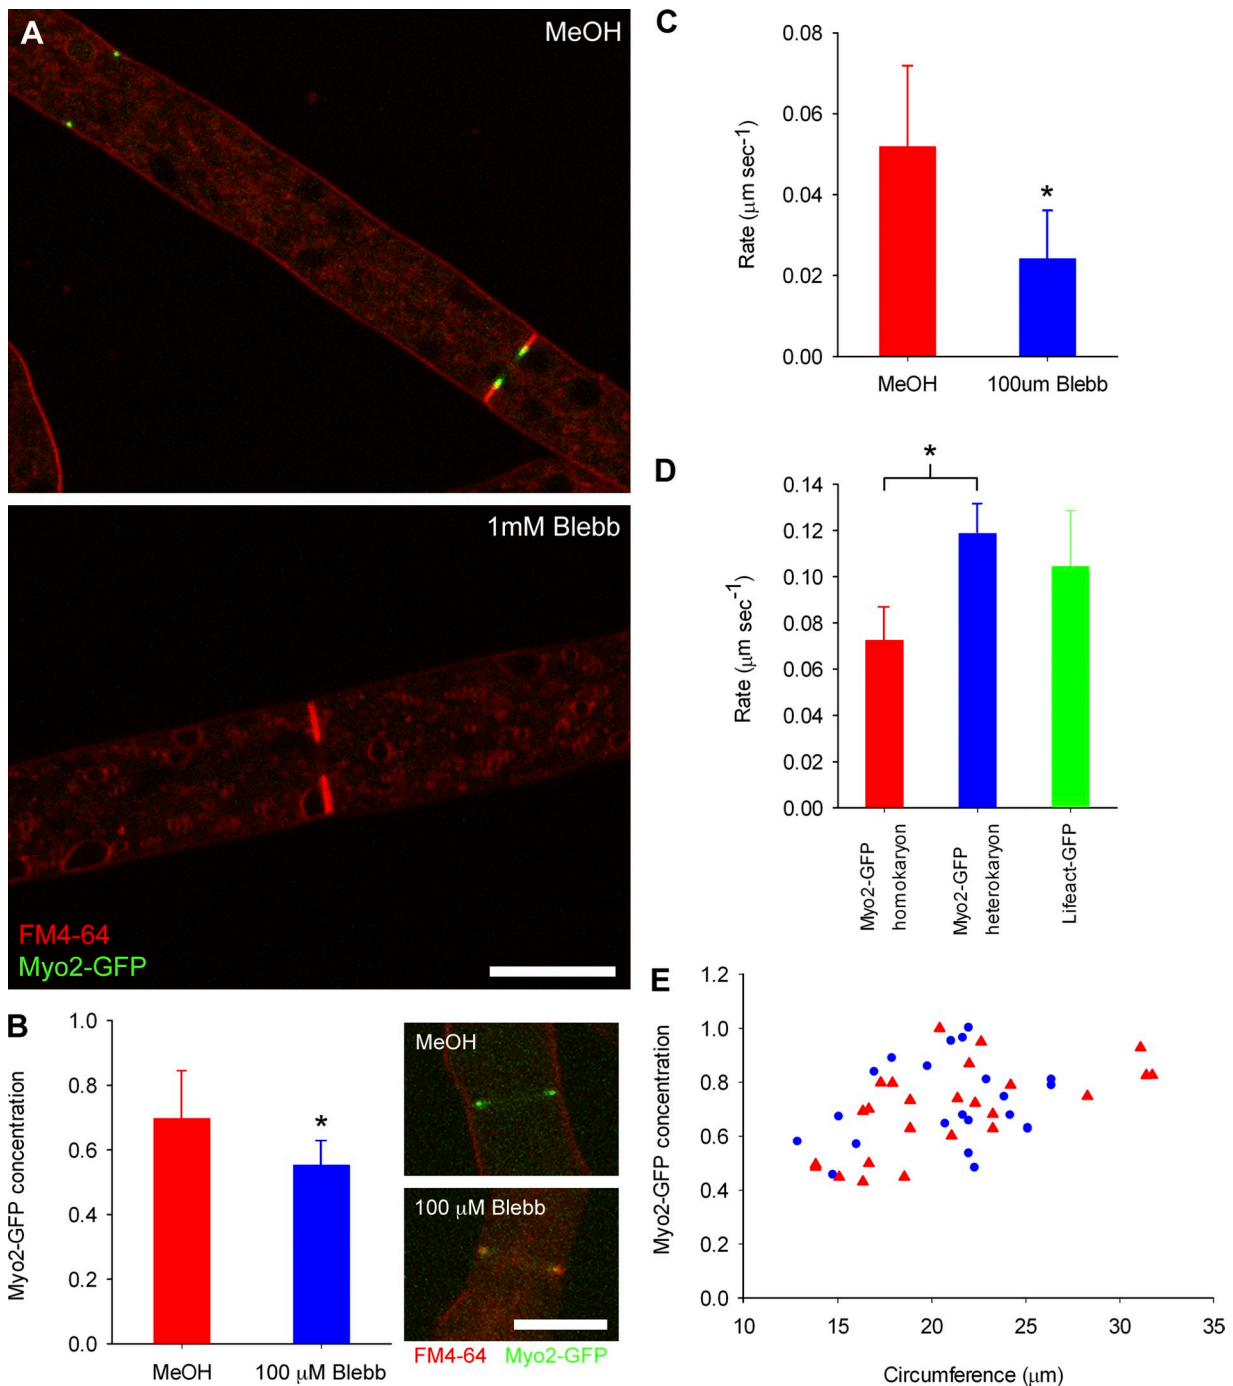 A
MeOH
1mM Blebb
FM4-64
Myo2-GFP
B
Myo2-GFP concentration
1.0
0.8
0.6
0.4
0.2
0.0
MeOH
100 μM Blebb
MeOH
100 μM Blebb
FM4-64 Myo2-GFP
C
Rate (μm sec-1)
0.08
0.06
0.04
0.02
0.00
*
MeOH
100um Blebb
D
Rate (μm sec-1)
0.14
0.12
0.10
0.08
0.06
0.04
0.02
0.00
*
Myo2-GFP
homokaryon
Myo2-GFP
heterokaryon
Lifeact-GFP
E
Myo2-GFP concentration
1.2
1.0
0.8
0.6
0.4
0.2
0.0
10 15 20 25 30 35
Circumference (μm)
*